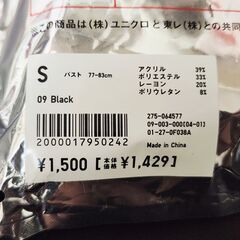 この商品は(株)ユニクロと東レ(株)との共同
S
バスト 77-83cm
09 Black
アクリル 39%
ポリエステル 33%
レーヨン 20%
ポリウレタン 8%
275-064577
09-003-000[04-01]
01-27-DF038A
Made in China
2000017950242
¥1,500 [本体価格 ¥1,429]